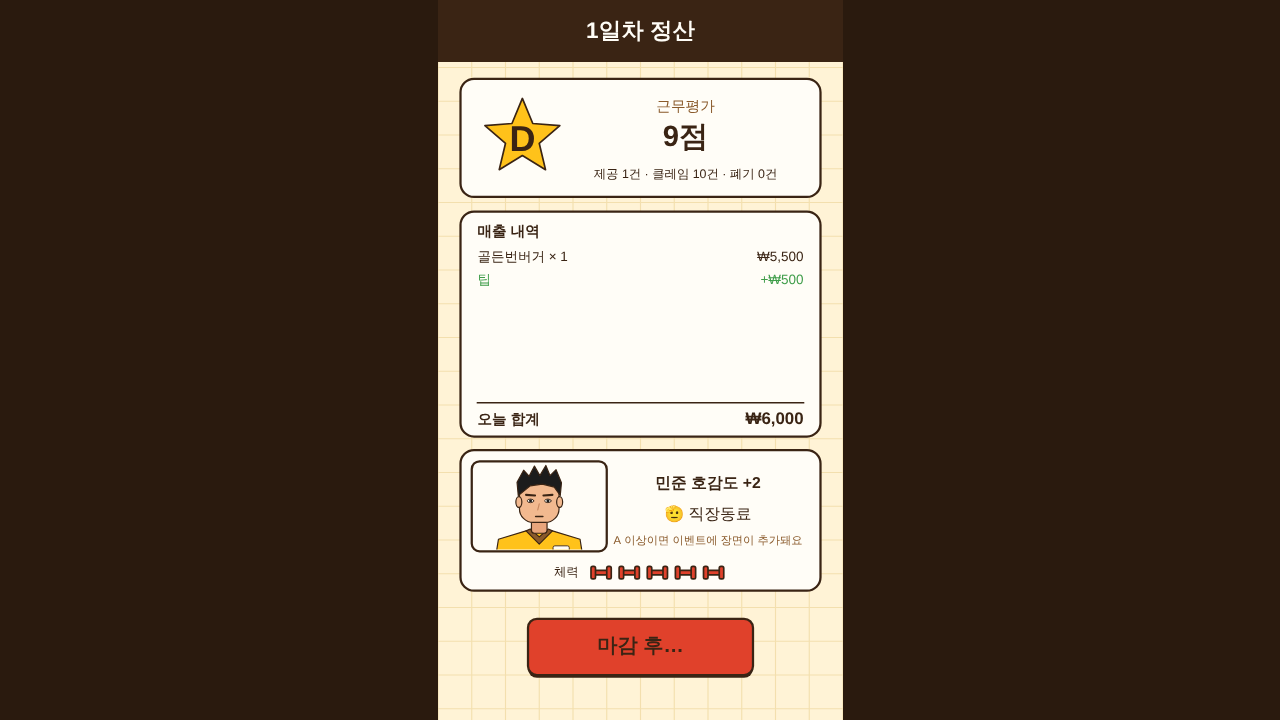 1일차 정산
D
근무평가
9점
제공 1건 · 클레임 10건 · 폐기 0건
매출 내역
골든번버거 × 1 ₩5,500
팁 +₩500
오늘 합계 ₩6,000
민준 호감도 +2
🫡 직장동료
A 이상이면 이벤트에 장면이 추가돼요
체력
마감 후…